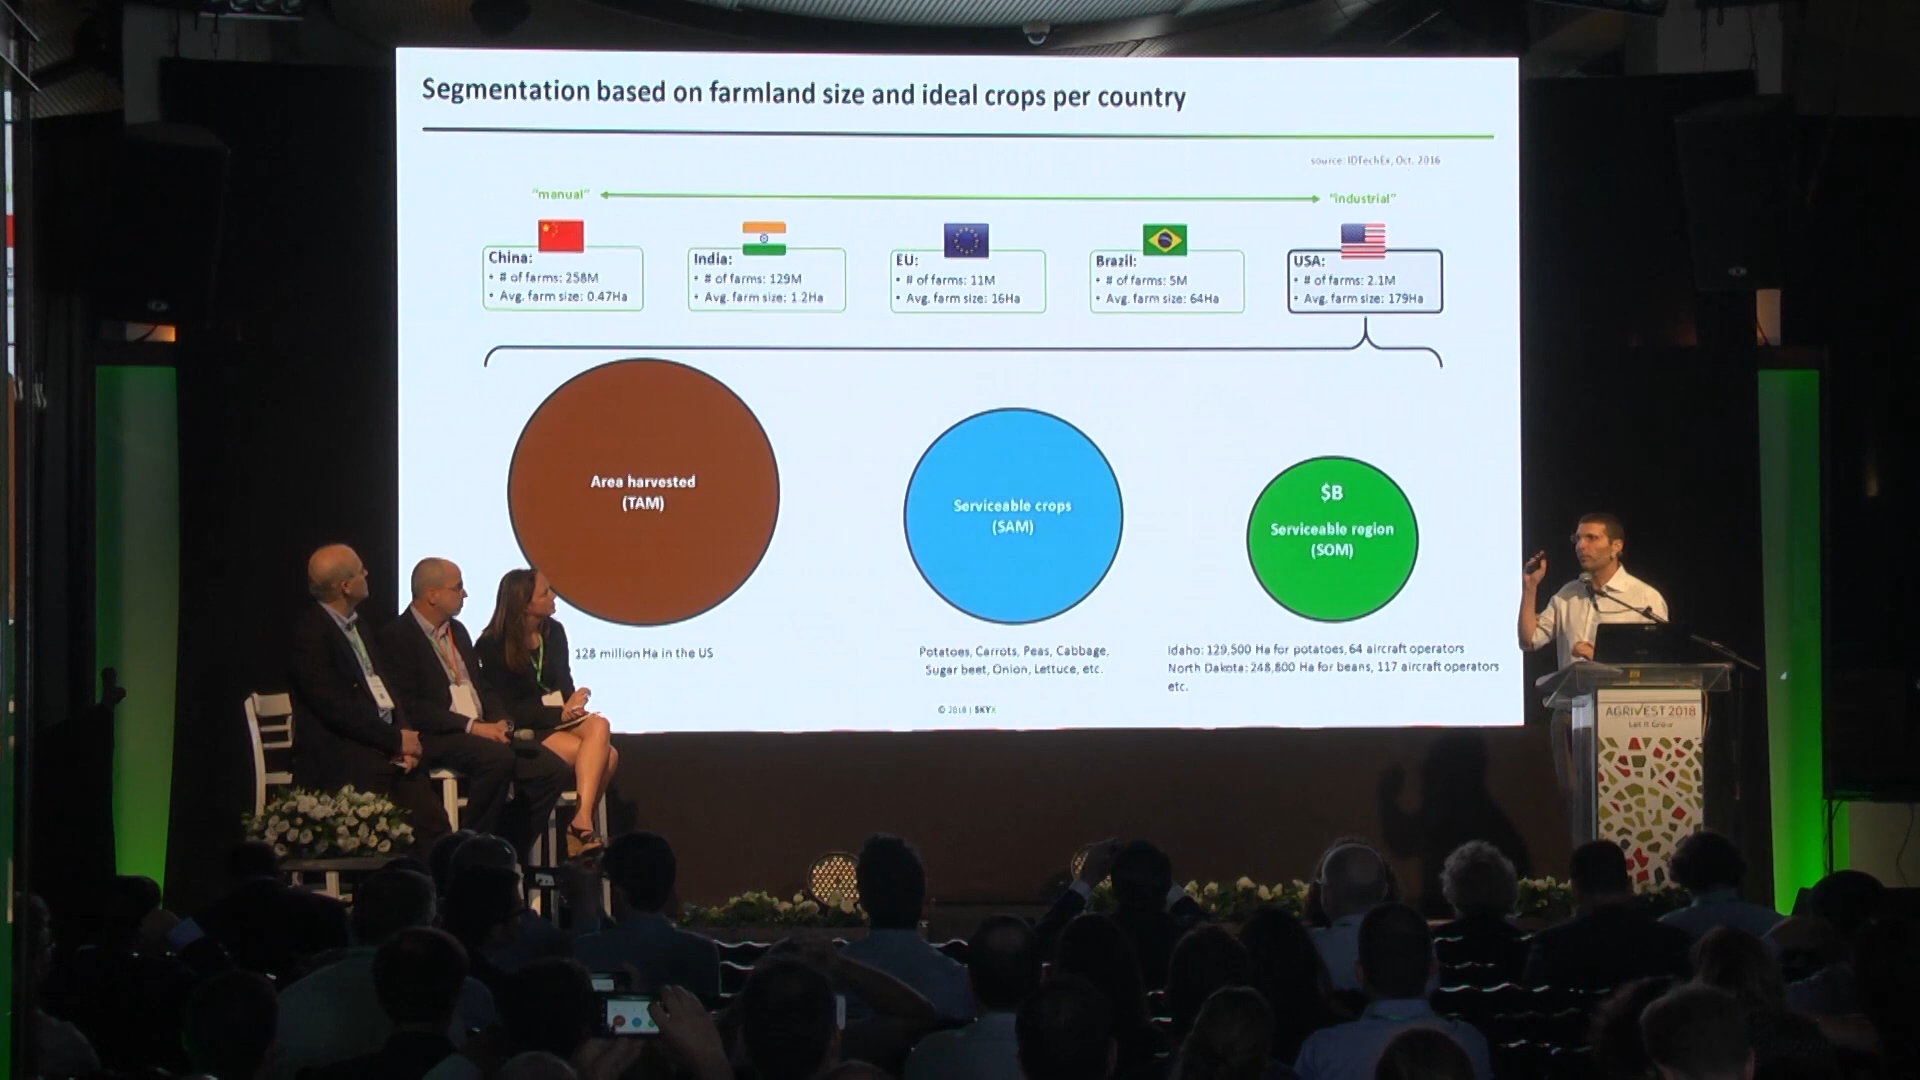 Segmentation based on farmland size and ideal crops per country
source: IDTechEx, Oct. 2016
"manual"
"industrial"
China:
• # of farms: 258M
• Avg. farm size: 0.47Ha
India:
• # of farms: 129M
• Avg. farm size: 1.2Ha
EU:
• # of farms: 11M
• Avg. farm size: 16Ha
Brazil:
• # of farms: 5M
• Avg. farm size: 64Ha
USA:
• # of farms: 2.1M
• Avg. farm size: 179Ha
Area harvested
(TAM)
Serviceable crops
(SAM)
$B
Serviceable region
(SOM)
128 million Ha in the US
Potatoes, Carrots, Peas, Cabbage,
Sugar beet, Onion, Lettuce, etc.
Idaho: 129,500 Ha for potatoes, 64 aircraft operators
North Dakota: 248,800 Ha for beans, 117 aircraft operators
etc.
© 2018 | SKYX
AGRIVEST 2018
Let It Grow